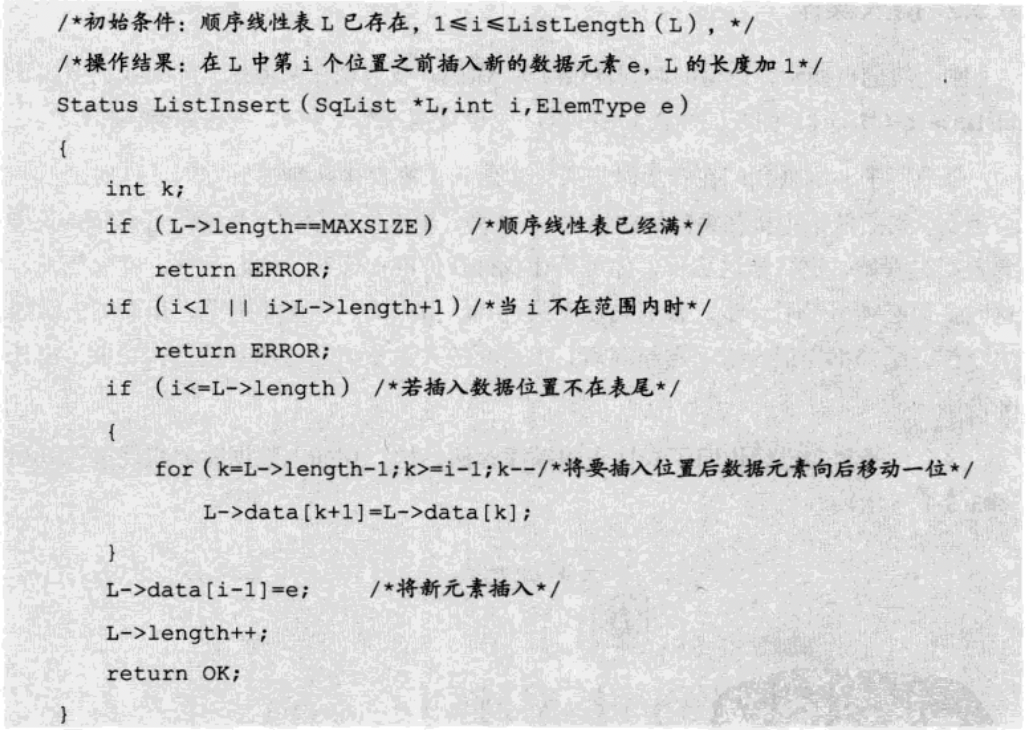 /*初始条件：顺序线性表 L 已存在，1≤i≤ListLength（L），*/
/*操作结果：在 L 中第 i 个位置之前插入新的数据元素 e，L 的长度加 1*/
Status ListInsert（SqList *L,int i,ElemType e）
{
    int k;
    if （L->length==MAXSIZE）  /*顺序线性表已经满*/
        return ERROR;
    if （i<1 || i>L->length+1）/*当 i 不在范围内时*/
        return ERROR;
    if （i<=L->length） /*若插入数据位置不在表尾*/
    {
        for（k=L->length-1;k>=i-1;k--/*将要插入位置后数据元素向后移动一位*/
            L->data[k+1]=L->data[k];
    }
    L->data[i-1]=e;    /*将新元素插入*/
    L->length++;
    return OK;
}